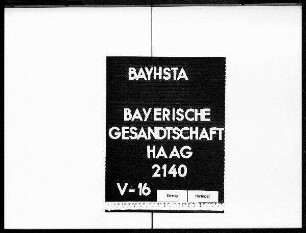 BAYHSTA
BAYERISCHE
GESANDTSCHAFT
HAAG
2140
V-16